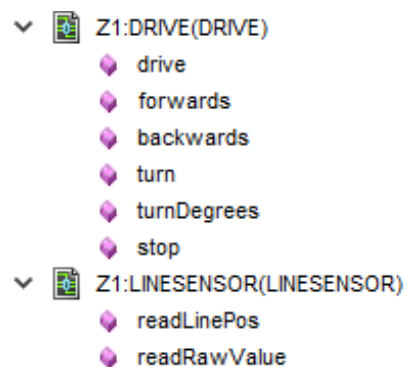 Z1:DRIVE(DRIVE)
drive
forwards
backwards
turn
turnDegrees
stop
Z1:LINESENSOR(LINESENSOR)
readLinePos
readRawValue